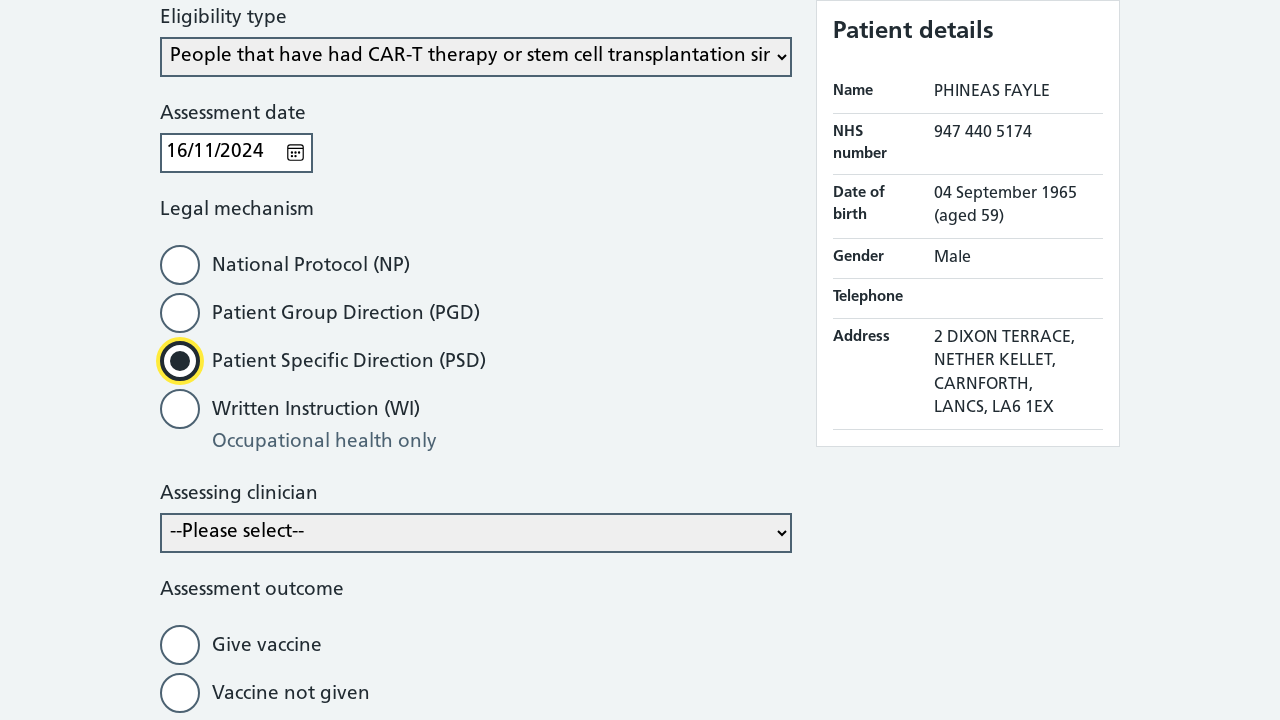 Eligibility type
People that have had CAR-T therapy or stem cell transplantation sir
Assessment date
16/11/2024
Legal mechanism
National Protocol (NP)
Patient Group Direction (PGD)
Patient Specific Direction (PSD)
Written Instruction (WI)
Occupational health only
Assessing clinician
--Please select--
Assessment outcome
Give vaccine
Vaccine not given
Patient details
Name PHINEAS FAYLE
NHS number 947 440 5174
Date of birth 04 September 1965
(aged 59)
Gender Male
Telephone
Address 2 DIXON TERRACE,
NETHER KELLET,
CARNFORTH,
LANCS, LA6 1EX